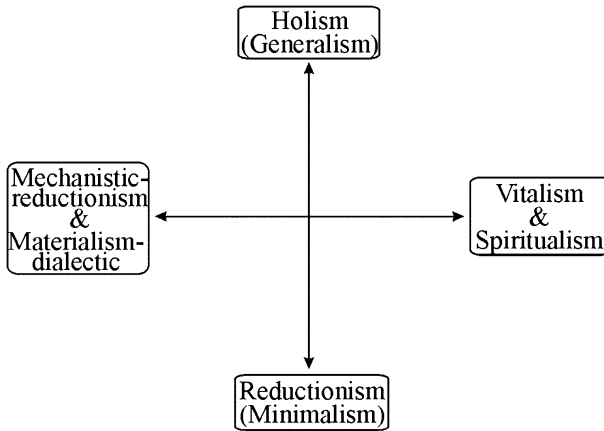 Holism
(Generalism)
Mechanistic-
reductionism
&
Materialism-
dialectic
Vitalism
&
Spiritualism
Reductionism
(Minimalism)